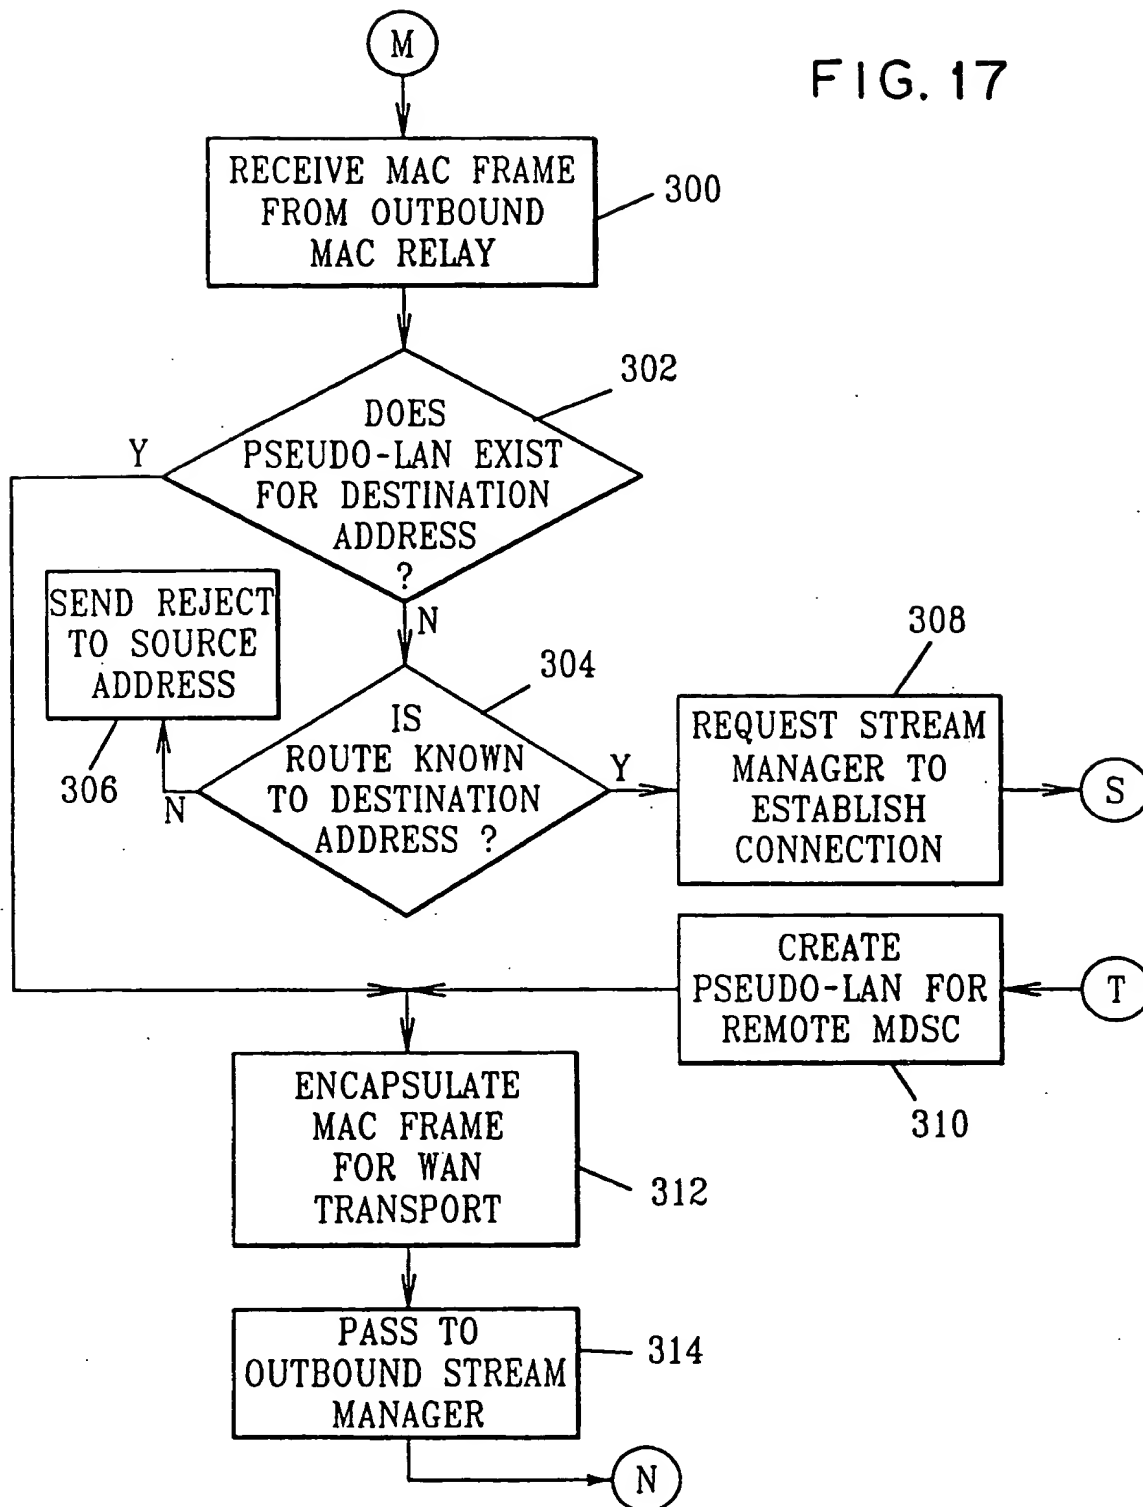 M
FIG. 17
RECEIVE MAC FRAME
FROM OUTBOUND
MAC RELAY
300
302
DOES
PSEUDO-LAN EXIST
FOR DESTINATION
ADDRESS
?
Y
N
SEND REJECT
TO SOURCE
ADDRESS
306
304
IS
ROUTE KNOWN
TO DESTINATION
ADDRESS ?
N
Y
308
REQUEST STREAM
MANAGER TO
ESTABLISH
CONNECTION
S
CREATE
PSEUDO-LAN FOR
REMOTE MDSC
T
310
ENCAPSULATE
MAC FRAME
FOR WAN
TRANSPORT
312
PASS TO
OUTBOUND STREAM
MANAGER
314
N